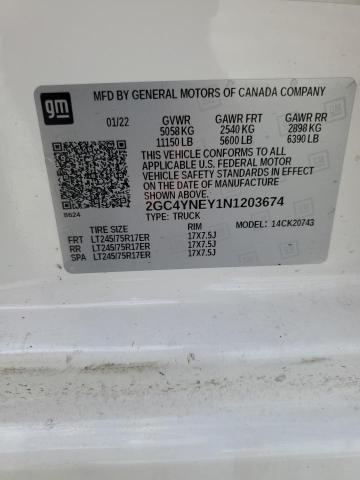 gm
MFD BY GENERAL MOTORS OF CANADA COMPANY
01/22 GVWR GAWR FRT GAWR RR
5058 KG 2540 KG 2898 KG
11150 LB 5600 LB 6390 LB
THIS VEHICLE CONFORMS TO ALL
APPLICABLE U.S. FEDERAL MOTOR
VEHICLE SAFETY STANDARDS IN EFFECT
ON THE DATE OF MANUFACTURE
SHOWN ABOVE.
2GC4YNEY1N1203674
8624 TYPE: TRUCK
MODEL: 14CK20743
TIRE SIZE RIM
FRT LT245/75R17ER 17X7.5J
RR LT245/75R17ER 17X7.5J
SPA LT245/75R17ER 17X7.5J